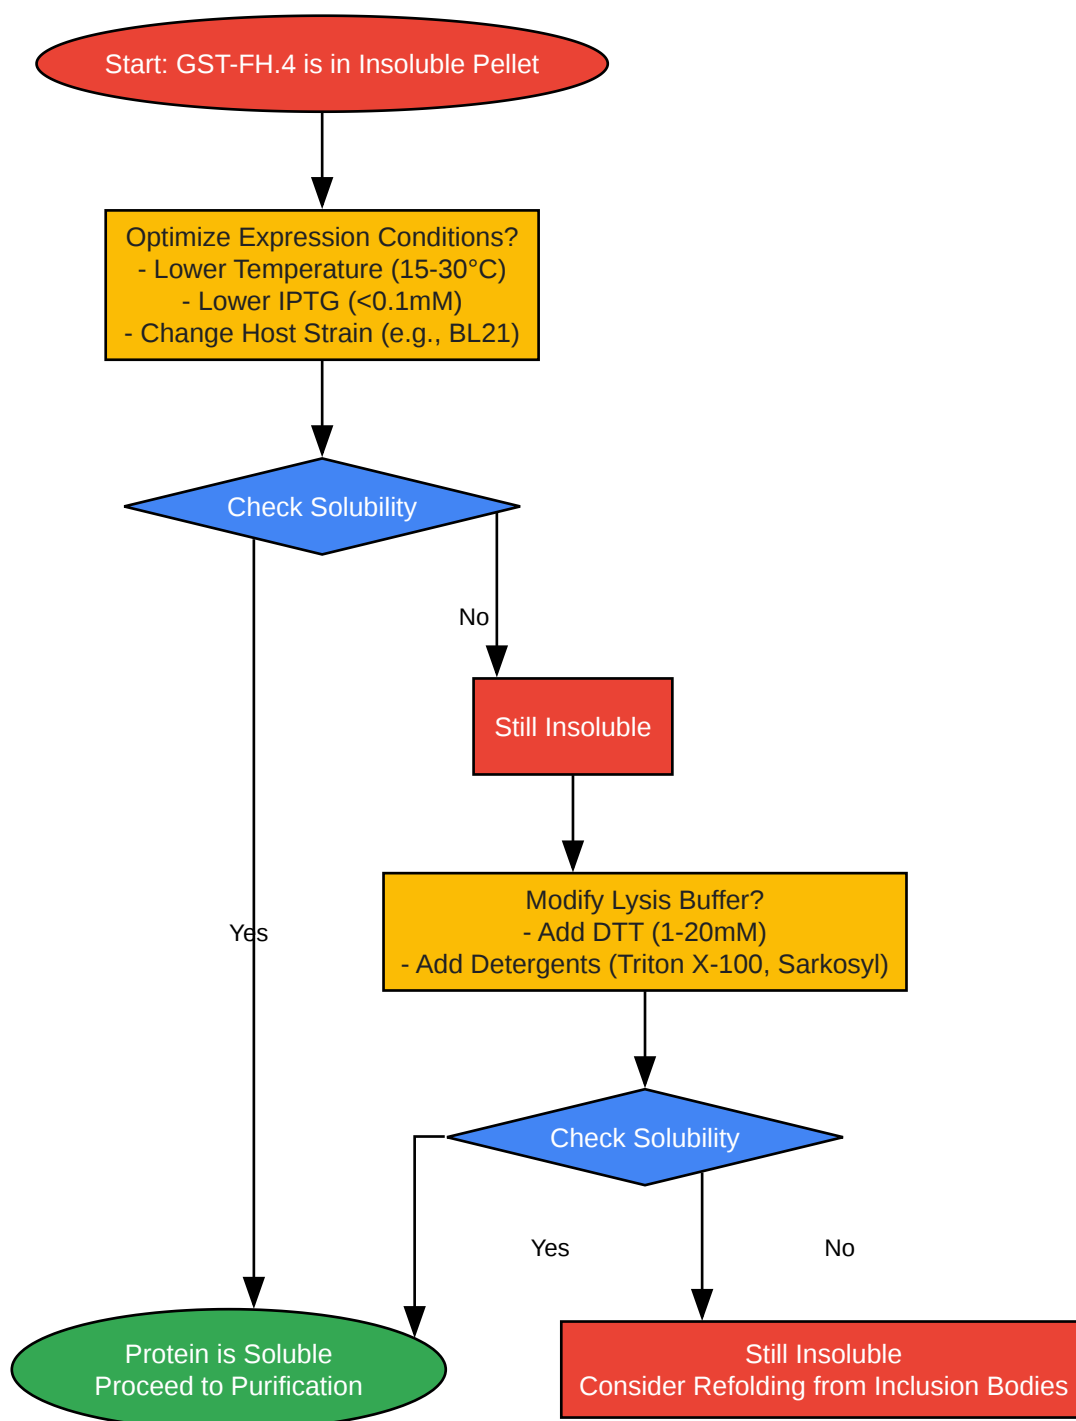 Start: GST-FH.4 is in Insoluble Pellet
Optimize Expression Conditions?
- Lower Temperature (15-30°C)
- Lower IPTG (<0.1mM)
- Change Host Strain (e.g., BL21)
Check Solubility
No
Still Insoluble
Modify Lysis Buffer?
- Add DTT (1-20mM)
- Add Detergents (Triton X-100, Sarkosyl)
Yes
Check Solubility
Yes
No
Protein is Soluble
Proceed to Purification
Still Insoluble
Consider Refolding from Inclusion Bodies